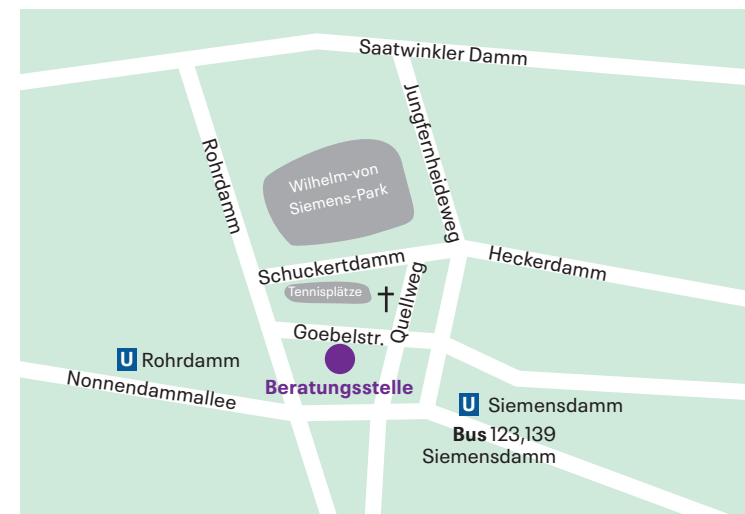 Saatwinkler Damm
Jungfernheideweg
Rohrdamm
Wilhelm-von
Siemens-Park
Schuckertdamm
Heckerdamm
Tennisplätze
Quellweg
Goebelstr.
U Rohrdamm
Beratungsstelle
Nonnendammallee
U Siemensdamm
Bus 123,139
Siemensdamm